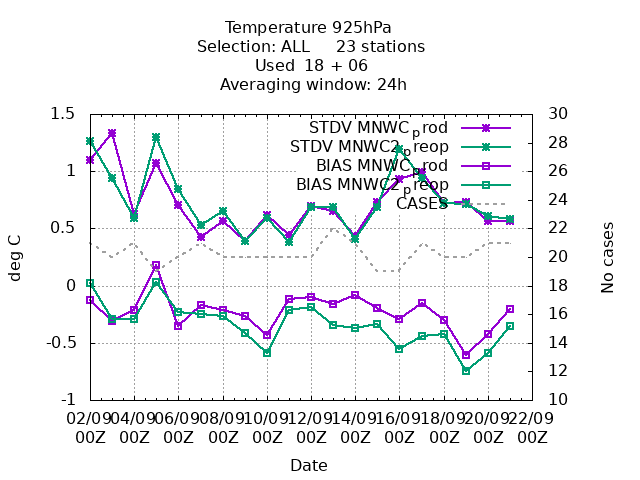 Temperature 925hPa
Selection: ALL     23 stations
Used  18 + 06
Averaging window: 24h
1.5
1
0.5
0
-0.5
-1
deg C
30
28
26
24
22
20
18
16
14
12
10
No cases
STDV MNWC_prod
STDV MNWC2_preop
BIAS MNWC_prod
BIAS MNWC2_preop
CASES
02/09 04/09 06/09 08/09 10/09 12/09 14/09 16/09 18/09 20/09 22/09
00Z 00Z 00Z 00Z 00Z 00Z 00Z 00Z 00Z 00Z 00Z
Date